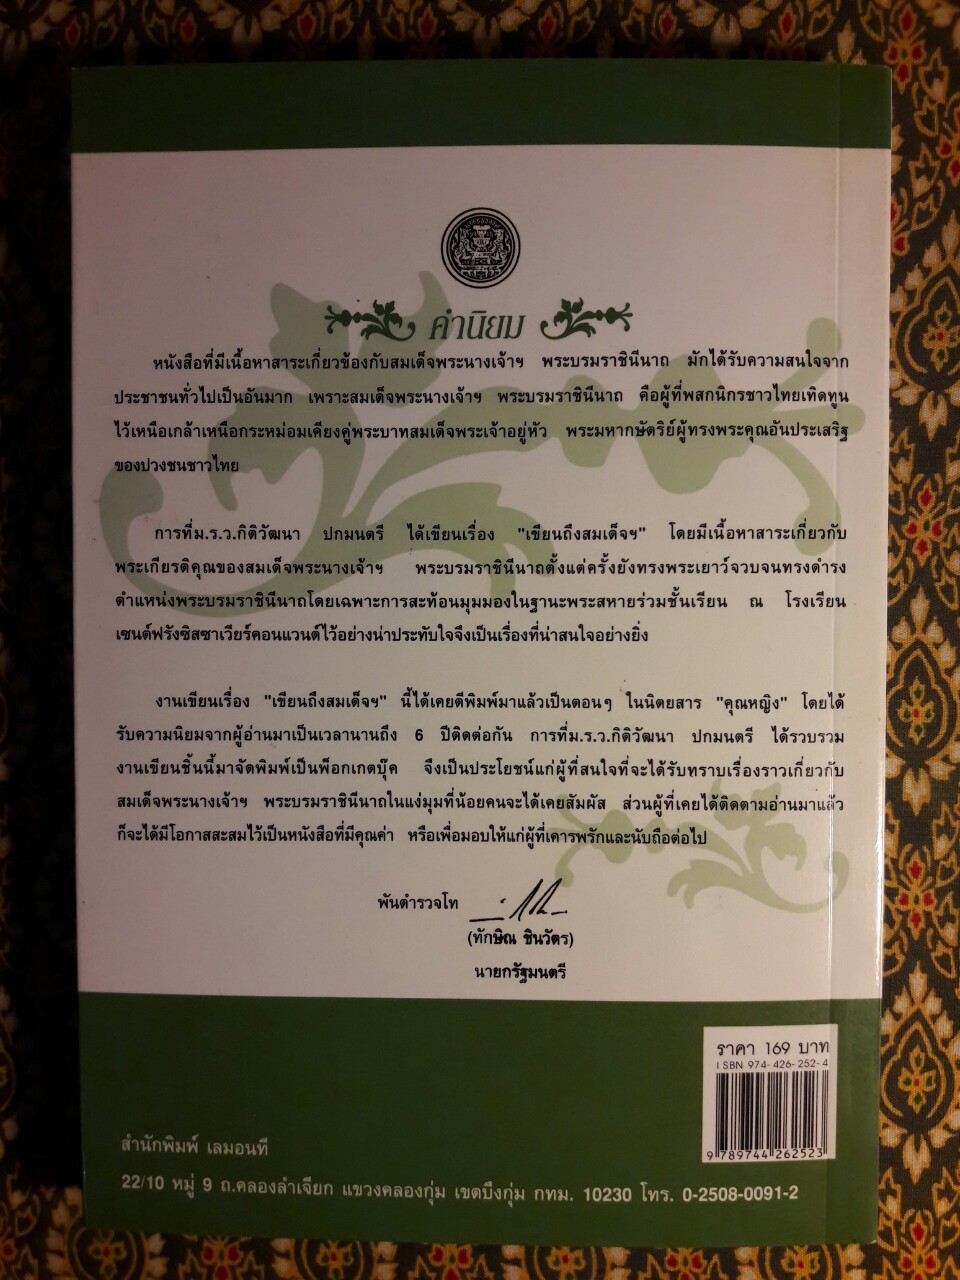 คำนิยม
หนังสือที่มีเนื้อหาสาระเกี่ยวข้องกับสมเด็จพระนางเจ้าฯ พระบรมราชินีนาถ มักได้รับความสนใจจาก
ประชาชนทั่วไปเป็นอันมาก เพราะสมเด็จพระนางเจ้าฯ พระบรมราชินีนาถ คือผู้ที่พสกนิกรชาวไทยเทิดทูน
ไว้เหนือเกล้าเหนือกระหม่อมเคียงคู่พระบาทสมเด็จพระเจ้าอยู่หัว พระมหากษัตริย์ผู้ทรงพระคุณอันประเสริฐ
ของปวงชนชาวไทย
การที่ม.ร.ว.กิติวัฒนา ปกมนตรี ได้เขียนเรื่อง "เขียนถึงสมเด็จฯ" โดยมีเนื้อหาสาระเกี่ยวกับ
พระเกียรติคุณของสมเด็จพระนางเจ้าฯ พระบรมราชินีนาถตั้งแต่ครั้งยังทรงพระเยาว์จวบจนทรงดำรง
ตำแหน่งพระบรมราชินีนาถโดยเฉพาะการสะท้อนมุมมองในฐานะพระสหายร่วมชั้นเรียน ณ โรงเรียน
เซนต์ฟรังซิสซาเวียร์คอนแวนต์ไว้อย่างน่าประทับใจจึงเป็นเรื่องที่น่าสนใจอย่างยิ่ง
งานเขียนเรื่อง "เขียนถึงสมเด็จฯ" นี้ได้เคยตีพิมพ์มาแล้วเป็นตอนๆ ในนิตยสาร "คุณหญิง" โดยได้
รับความนิยมจากผู้อ่านมาเป็นเวลานานถึง 6 ปีติดต่อกัน การที่ม.ร.ว.กิติวัฒนา ปกมนตรี ได้รวบรวม
งานเขียนชิ้นนี้มาจัดพิมพ์เป็นพ็อกเกตบุ๊ค จึงเป็นประโยชน์แก่ผู้ที่สนใจที่จะได้รับทราบเรื่องราวเกี่ยวกับ
สมเด็จพระนางเจ้าฯ พระบรมราชินีนาถในแง่มุมที่น้อยคนจะได้เคยสัมผัส ส่วนผู้ที่เคยได้ติดตามอ่านมาแล้ว
ก็จะได้มีโอกาสสะสมไว้เป็นหนังสือที่มีคุณค่า หรือเพื่อมอบให้แก่ผู้ที่เคารพรักและนับถือต่อไป
พันตำรวจโท
(ทักษิณ ชินวัตร)
นายกรัฐมนตรี
ราคา 169 บาท
ISBN 974-426-252-4
9 789744 262523
สำนักพิมพ์ เลมอนที
22/10 หมู่ 9 ถ.คลองลำเจียก แขวงคลองกุ่ม เขตบึงกุ่ม กทม. 10230 โทร. 0-2508-0091-2